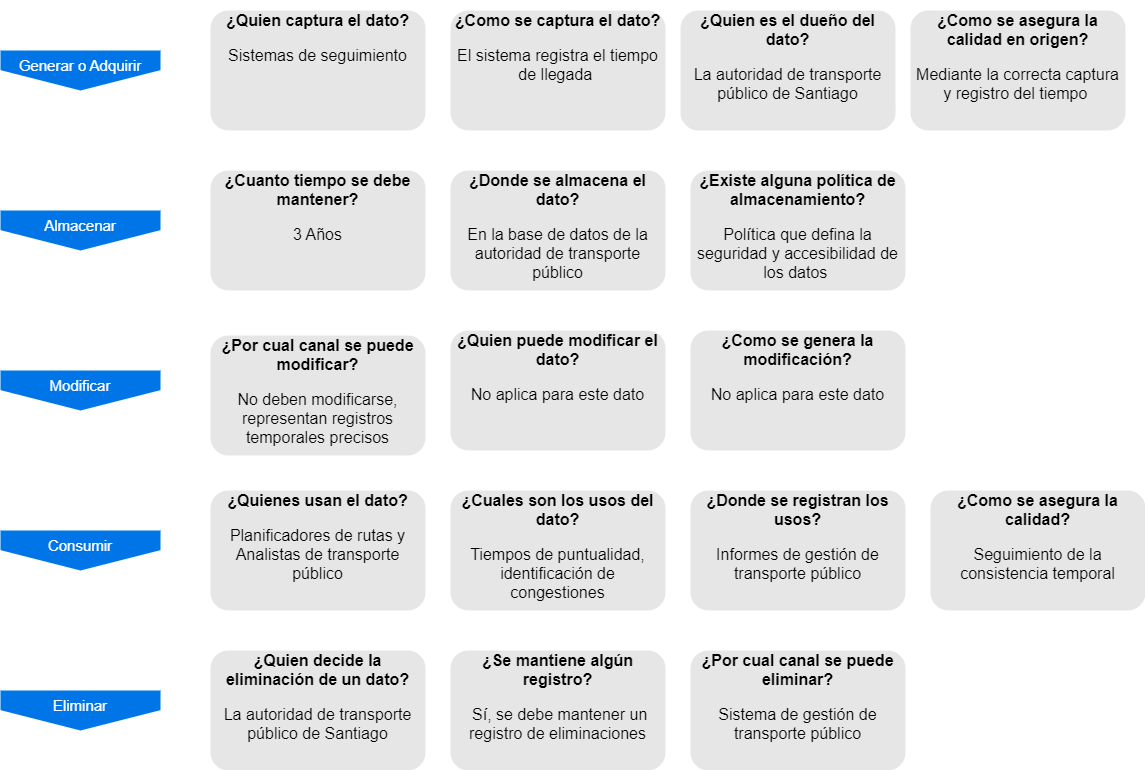 Generar o Adquirir
¿Quien captura el dato?
Sistemas de seguimiento
¿Como se captura el dato?
El sistema registra el tiempo
de llegada
¿Quien es el dueño del
dato?
La autoridad de transporte
público de Santiago
¿Como se asegura la
calidad en origen?
Mediante la correcta captura
y registro del tiempo
Almacenar
¿Cuanto tiempo se debe
mantener?
3 Años
¿Donde se almacena el
dato?
En la base de datos de la
autoridad de transporte
público
¿Existe alguna política de
almacenamiento?
Política que defina la
seguridad y accesibilidad de
los datos
Modificar
¿Por cual canal se puede
modificar?
No deben modificarse,
representan registros
temporales precisos
¿Quien puede modificar el
dato?
No aplica para este dato
¿Como se genera la
modificación?
No aplica para este dato
Consumir
¿Quienes usan el dato?
Planificadores de rutas y
Analistas de transporte
público
¿Cuales son los usos del
dato?
Tiempos de puntualidad,
identificación de
congestiones
¿Donde se registran los
usos?
Informes de gestión de
transporte público
¿Como se asegura la
calidad?
Seguimiento de la
consistencia temporal
Eliminar
¿Quien decide la
eliminación de un dato?
La autoridad de transporte
público de Santiago
¿Se mantiene algún
registro?
Sí, se debe mantener un
registro de eliminaciones
¿Por cual canal se puede
eliminar?
Sistema de gestión de
transporte público